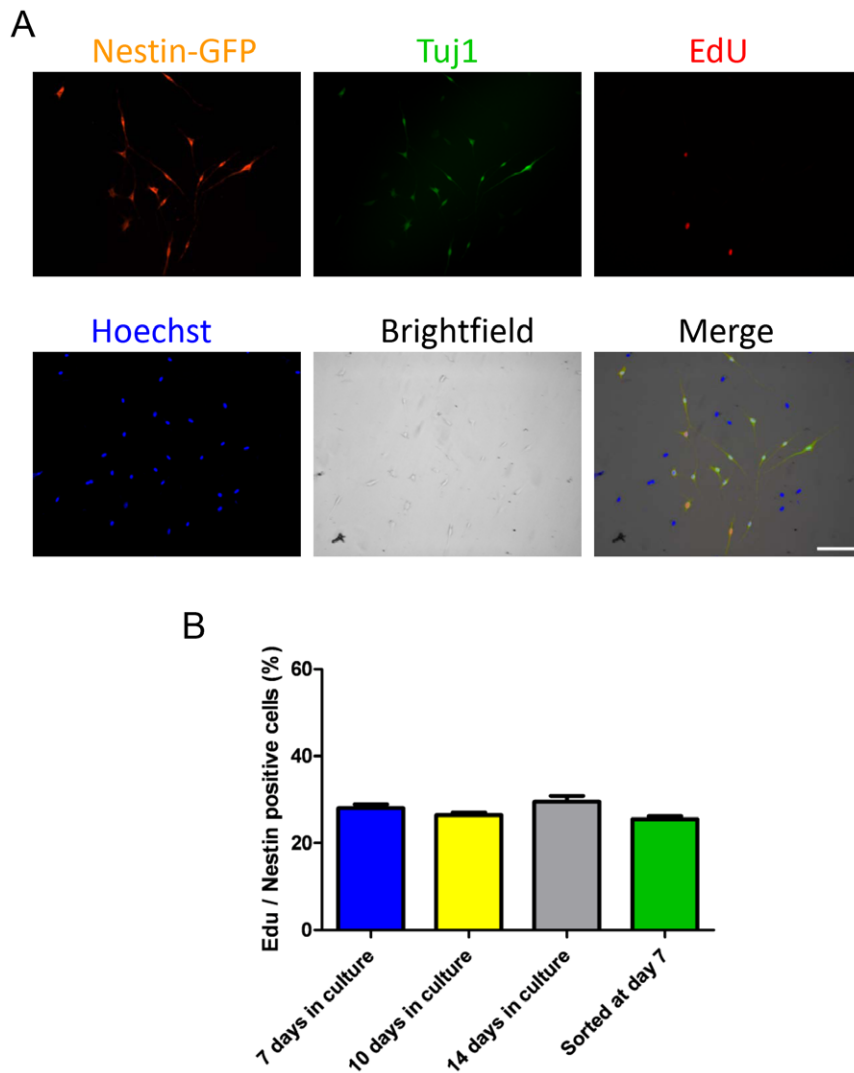 A
Nestin-GFP
Tuj1
EdU
Hoechst
Brightfield
Merge
B
Edu / Nestin positive cells (%)
60
40
20
0
7 days in culture
10 days in culture
14 days in culture
Sorted at day 7